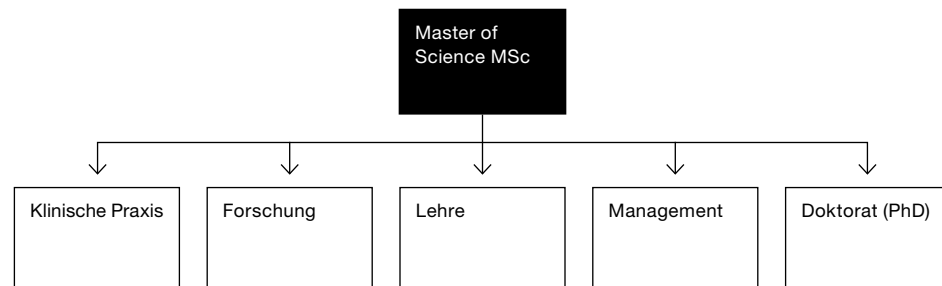 Master of
Science MSc
Klinische Praxis
Forschung
Lehre
Management
Doktorat (PhD)